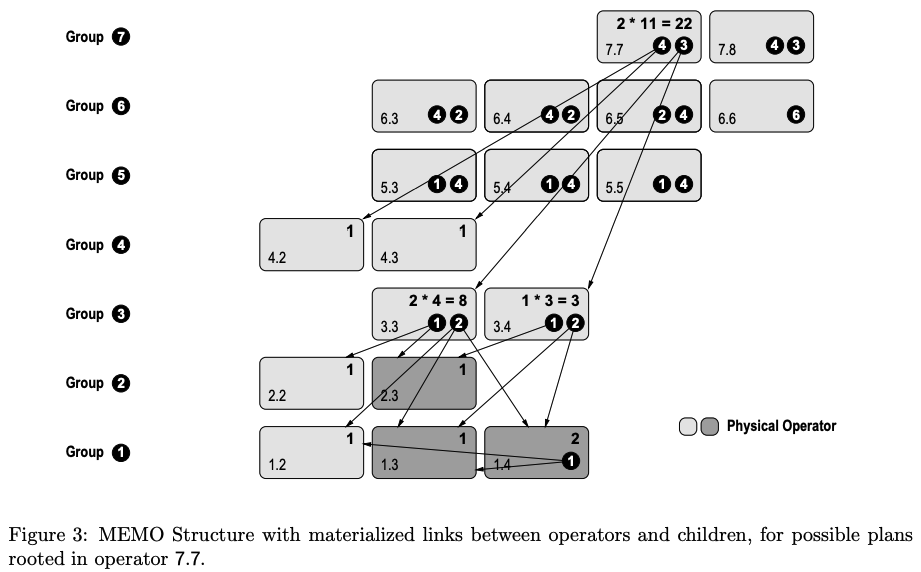 2 * 11 = 22
Group 7 7.7 4 3 7.8 4 3
Group 6 6.3 4 2 6.4 4 2 6.5 2 4 6.6 6
Group 5 5.3 1 4 5.4 1 4 5.5 1 4
1 1
Group 4 4.2 4.3
2 * 4 = 8 1 * 3 = 3
Group 3 3.3 1 2 3.4 1 2
1 1
Group 2 2.2 2.3
Physical Operator
1 1 2
Group 1 1.2 1.3 1.4 1
Figure 3: MEMO Structure with materialized links between operators and children, for possible plans
rooted in operator 7.7.